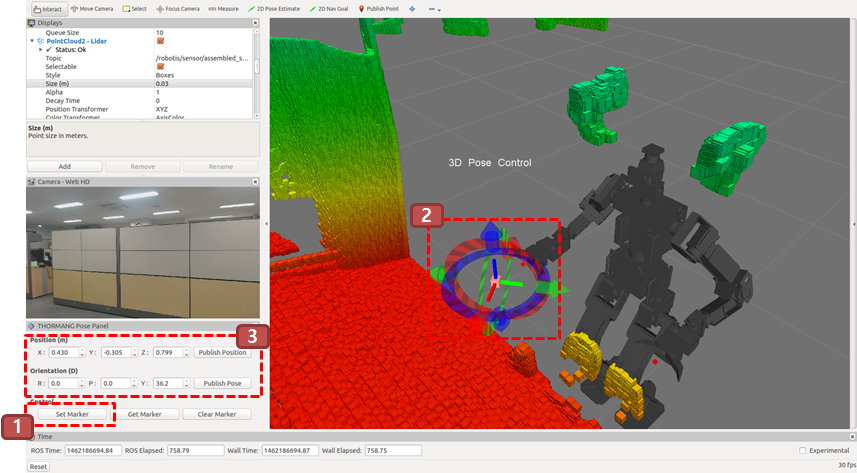 Interact Move Camera Select Focus Camera Measure 2D Pose Estimate 2D Nav Goal Publish Point
Displays
Queue Size 10
PointCloud2 - Lidar
Status: Ok
Topic /robotis/sensor/assembled_s...
Selectable
Style Boxes
Size (m) 0.03
Alpha 1
Decay Time 0
Position Transformer XYZ
Color Transformer AxisColor
Size (m)
Point size in meters.
Add Remove Rename
Camera - Web HD
3D Pose Control
2
THORMANG Pose Panel
3
Position (m)
X: 0.430 Y: -0.305 Z: 0.799 Publish Position
Orientation (D)
R: 0.0 P: 0.0 Y: 36.2 Publish Pose
Control
1
Set Marker Get Marker Clear Marker
Time
ROS Time: 1462186694.84 ROS Elapsed: 758.79 Wall Time: 1462186694.87 Wall Elapsed: 758.75 Experimental
Reset 30 fps